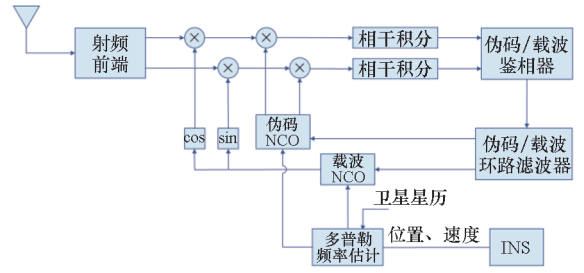 射频
前端
相干积分
相干积分
伪码/载波
鉴相器
cos
sin
伪码
NCO
载波
NCO
伪码/载波
环路滤波器
卫星星历
多普勒
频率估计
位置、速度
INS